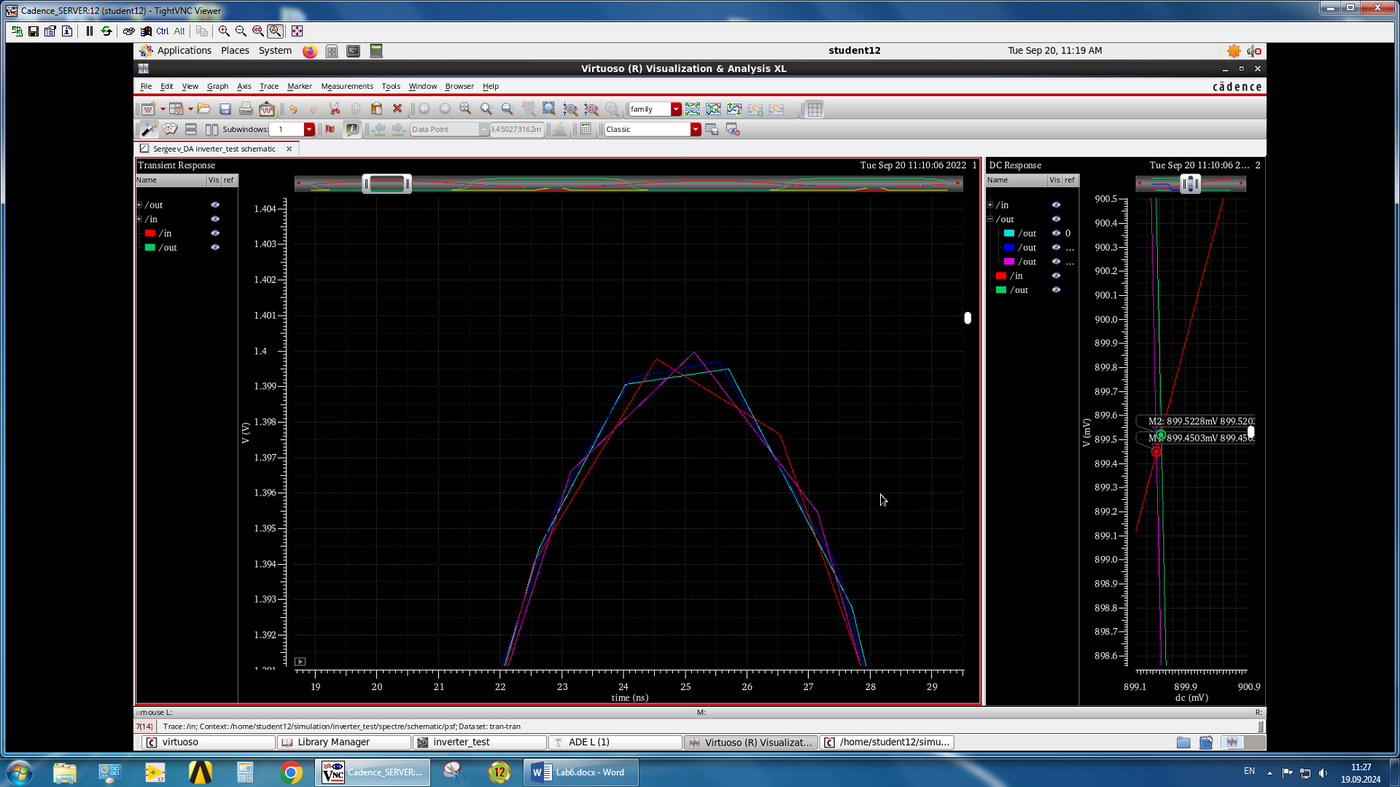 Cadence_SERVER:12 (student12) - TightVNC Viewer
Ctrl Alt
Applications Places System student12 Tue Sep 20, 11:19 AM
Virtuoso (R) Visualization & Analysis XL
File Edit View Graph Axis Trace Marker Measurements Tools Window Browser Help cādence
family
Subwindows: 1 Data Point 9.450273162m Classic
Sergeev_DA inverter_test schematic
Transient Response Tue Sep 20 11:10:06 2022 1
Name Vis ref
/out
/in
/in
/out
1.404
1.403
1.402
1.401
1.4
1.399
1.398
1.397
1.396
1.395
1.394
1.393
1.392
1.391
V (V)
19 20 21 22 23 24 25 26 27 28 29
time (ns)
DC Response Tue Sep 20 11:10:06 2... 2
Name Vis ref
/in
/out
/out 0
/out ...
/out ...
/in
/out
900.5
900.4
900.3
900.2
900.1
900.0
899.9
899.8
899.7
899.6
899.5
899.4
899.3
899.2
899.1
899.0
898.9
898.8
898.7
898.6
V (mV)
M2: 899.5228mV
899.4503mV
899.1 899.9 900.9
dc (mV)
mouse L: M: R:
7(14) Trace: /in; Context: /home/student12/simulation/inverter_test/spectre/schematic/psf; Dataset: tran-tran
virtuoso Library Manager inverter_test ADE L (1) Virtuoso (R) Visualizat... /home/student12/simu...
Cadence_SERVER:... 12 Lab6.docx - Word EN 11:27
19.09.2024